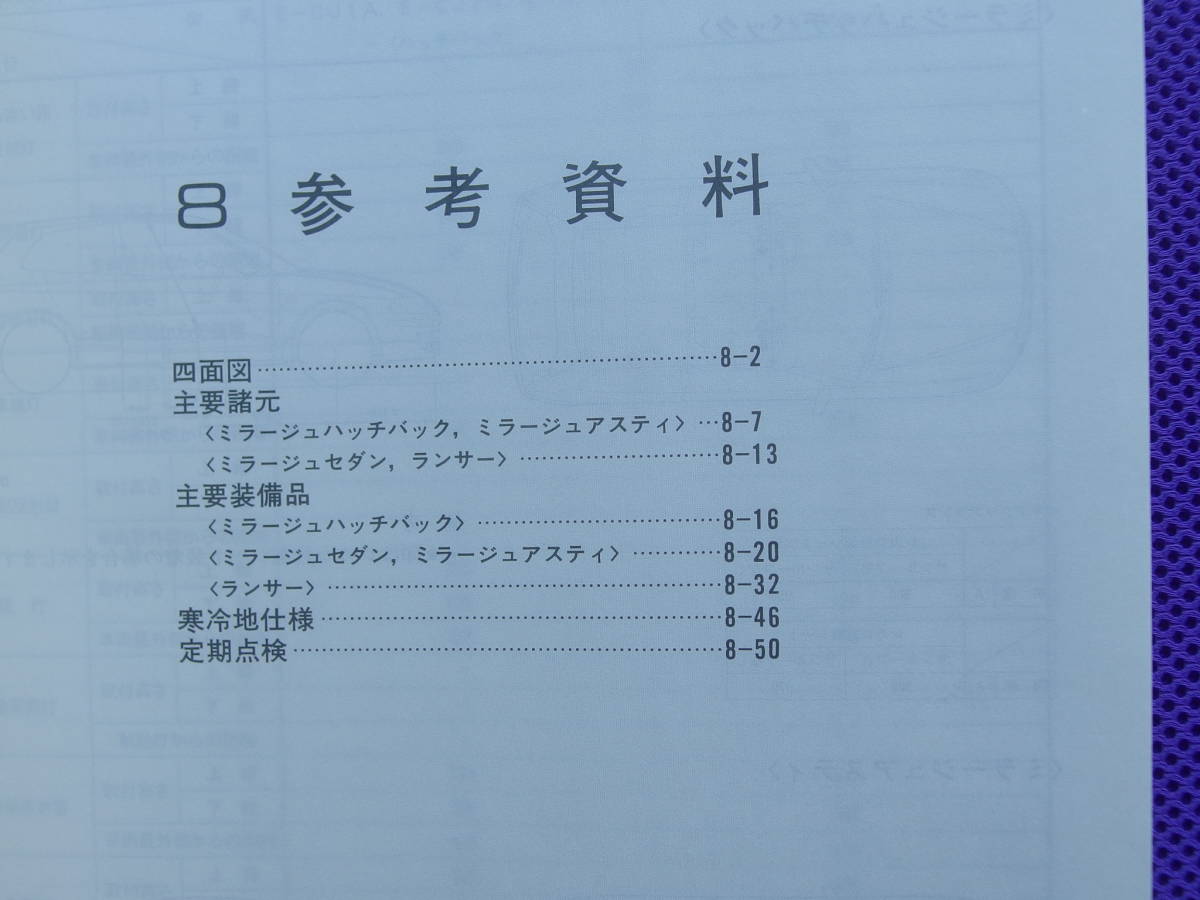 8 参考資料
四面図……8-2
主要諸元
〈ミラージュハッチバック, ミラージュアスティ〉…8-7
〈ミラージュセダン, ランサー〉……8-13
主要装備品
〈ミラージュハッチバック〉……8-16
〈ミラージュセダン, ミラージュアスティ〉……8-20
〈ランサー〉……8-32
寒冷地仕様……8-46
定期点検……8-50